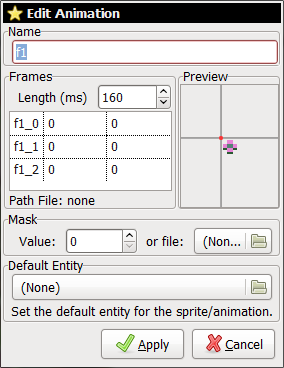 Edit Animation
Name
f1
Frames
Preview
Length (ms) 160
f1_0 0 0
f1_1 0 0
f1_2 0 0
Path File: none
Mask
Value: 0 or file: (Non...
Default Entity
(None)
Set the default entity for the sprite/animation.
Apply Cancel